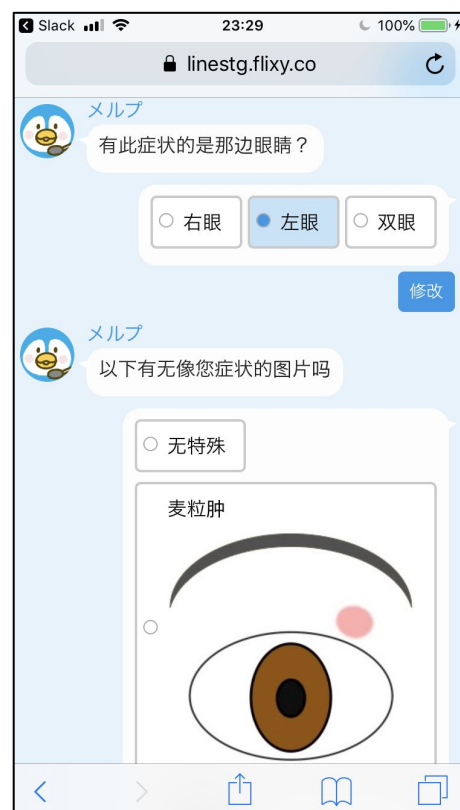 Slack 23:29 100%
linestg.flixy.co
メルプ
有此症状的是那边眼睛？
右眼 左眼 双眼
修改
メルプ
以下有无像您症状的图片吗
无特殊
麦粒肿